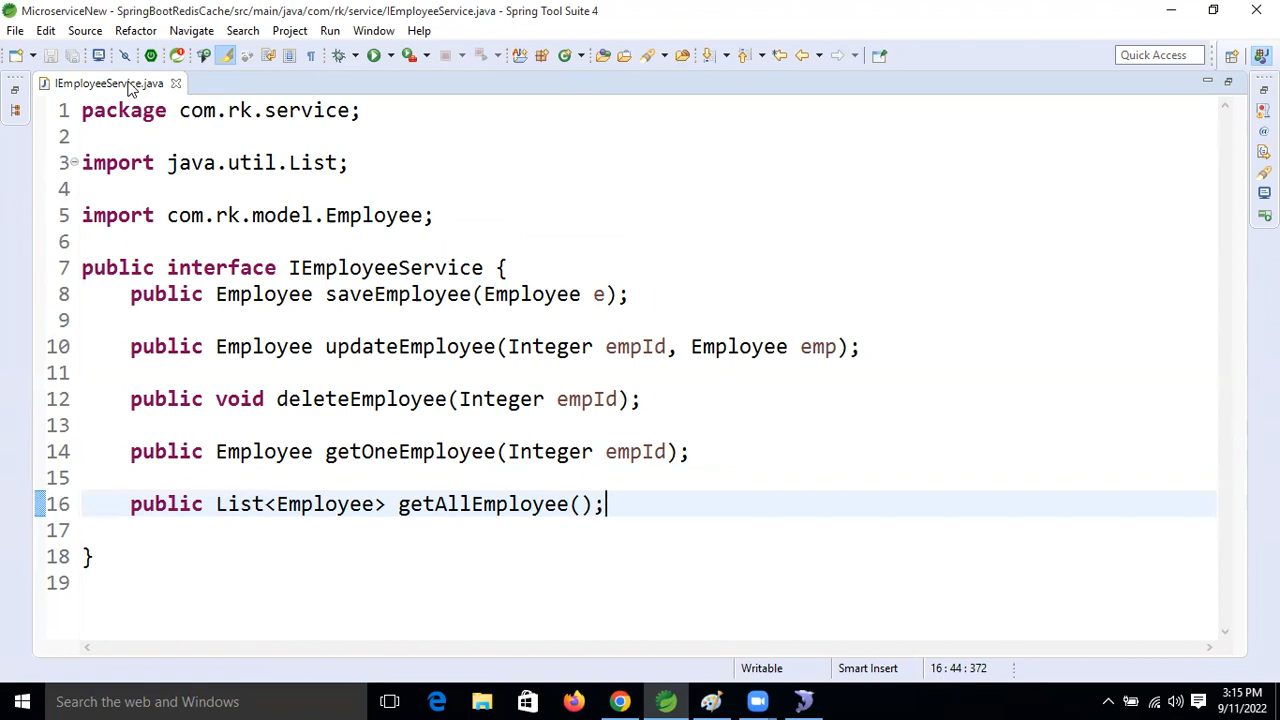 MicroserviceNew - SpringBootRedisCache/src/main/java/com/rk/service/IEmployeeService.java - Spring Tool Suite 4
File Edit Source Refactor Navigate Search Project Run Window Help
Quick Access
IEmployeeService.java
1 package com.rk.service;
2
3 import java.util.List;
4
5 import com.rk.model.Employee;
6
7 public interface IEmployeeService {
8 public Employee saveEmployee(Employee e);
9
10 public Employee updateEmployee(Integer empId, Employee emp);
11
12 public void deleteEmployee(Integer empId);
13
14 public Employee getOneEmployee(Integer empId);
15
16 public List<Employee> getAllEmployee();
17
18 }
19
Writable Smart Insert 16 : 44 : 372
Search the web and Windows
3:15 PM
9/11/2022